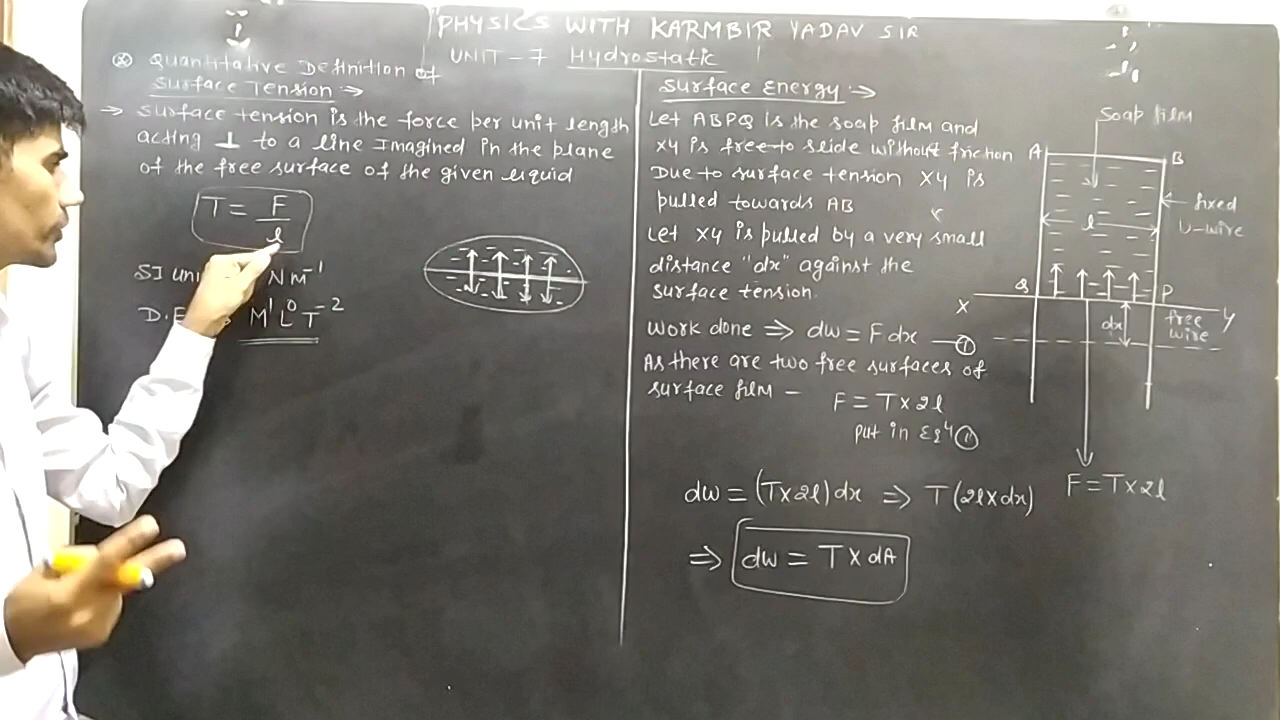 PHYSICS WITH KARMBIR YADAV SIR
UNIT-7 Hydrostatic
Quantitative Definition of
Surface Tension :→
→ Surface tension is the force per unit length
acting ⊥ to a line Imagined in the plane
of the free surface of the given liquid
T = F/l
SI Uni Nm⁻¹
D. M¹L⁰T⁻²
Surface Energy :→
Let ABPQ is the soap film and
XY is free to slide without friction
Due to surface tension XY is
pulled towards AB
Let XY is pulled by a very small
distance "dx" against the
surface tension.
Work done ⇒ dw = F dx —①
As there are two free surfaces of
surface film -
F = T×2l
put in Eqⁿ ①
dw = (T×2l)dx ⇒ T(2l×dx)
⇒ dw = T×dA
Soap film
A
B
fixed
U-wire
l
Q
P
X
Y
free
wire
dx
F = T×2l